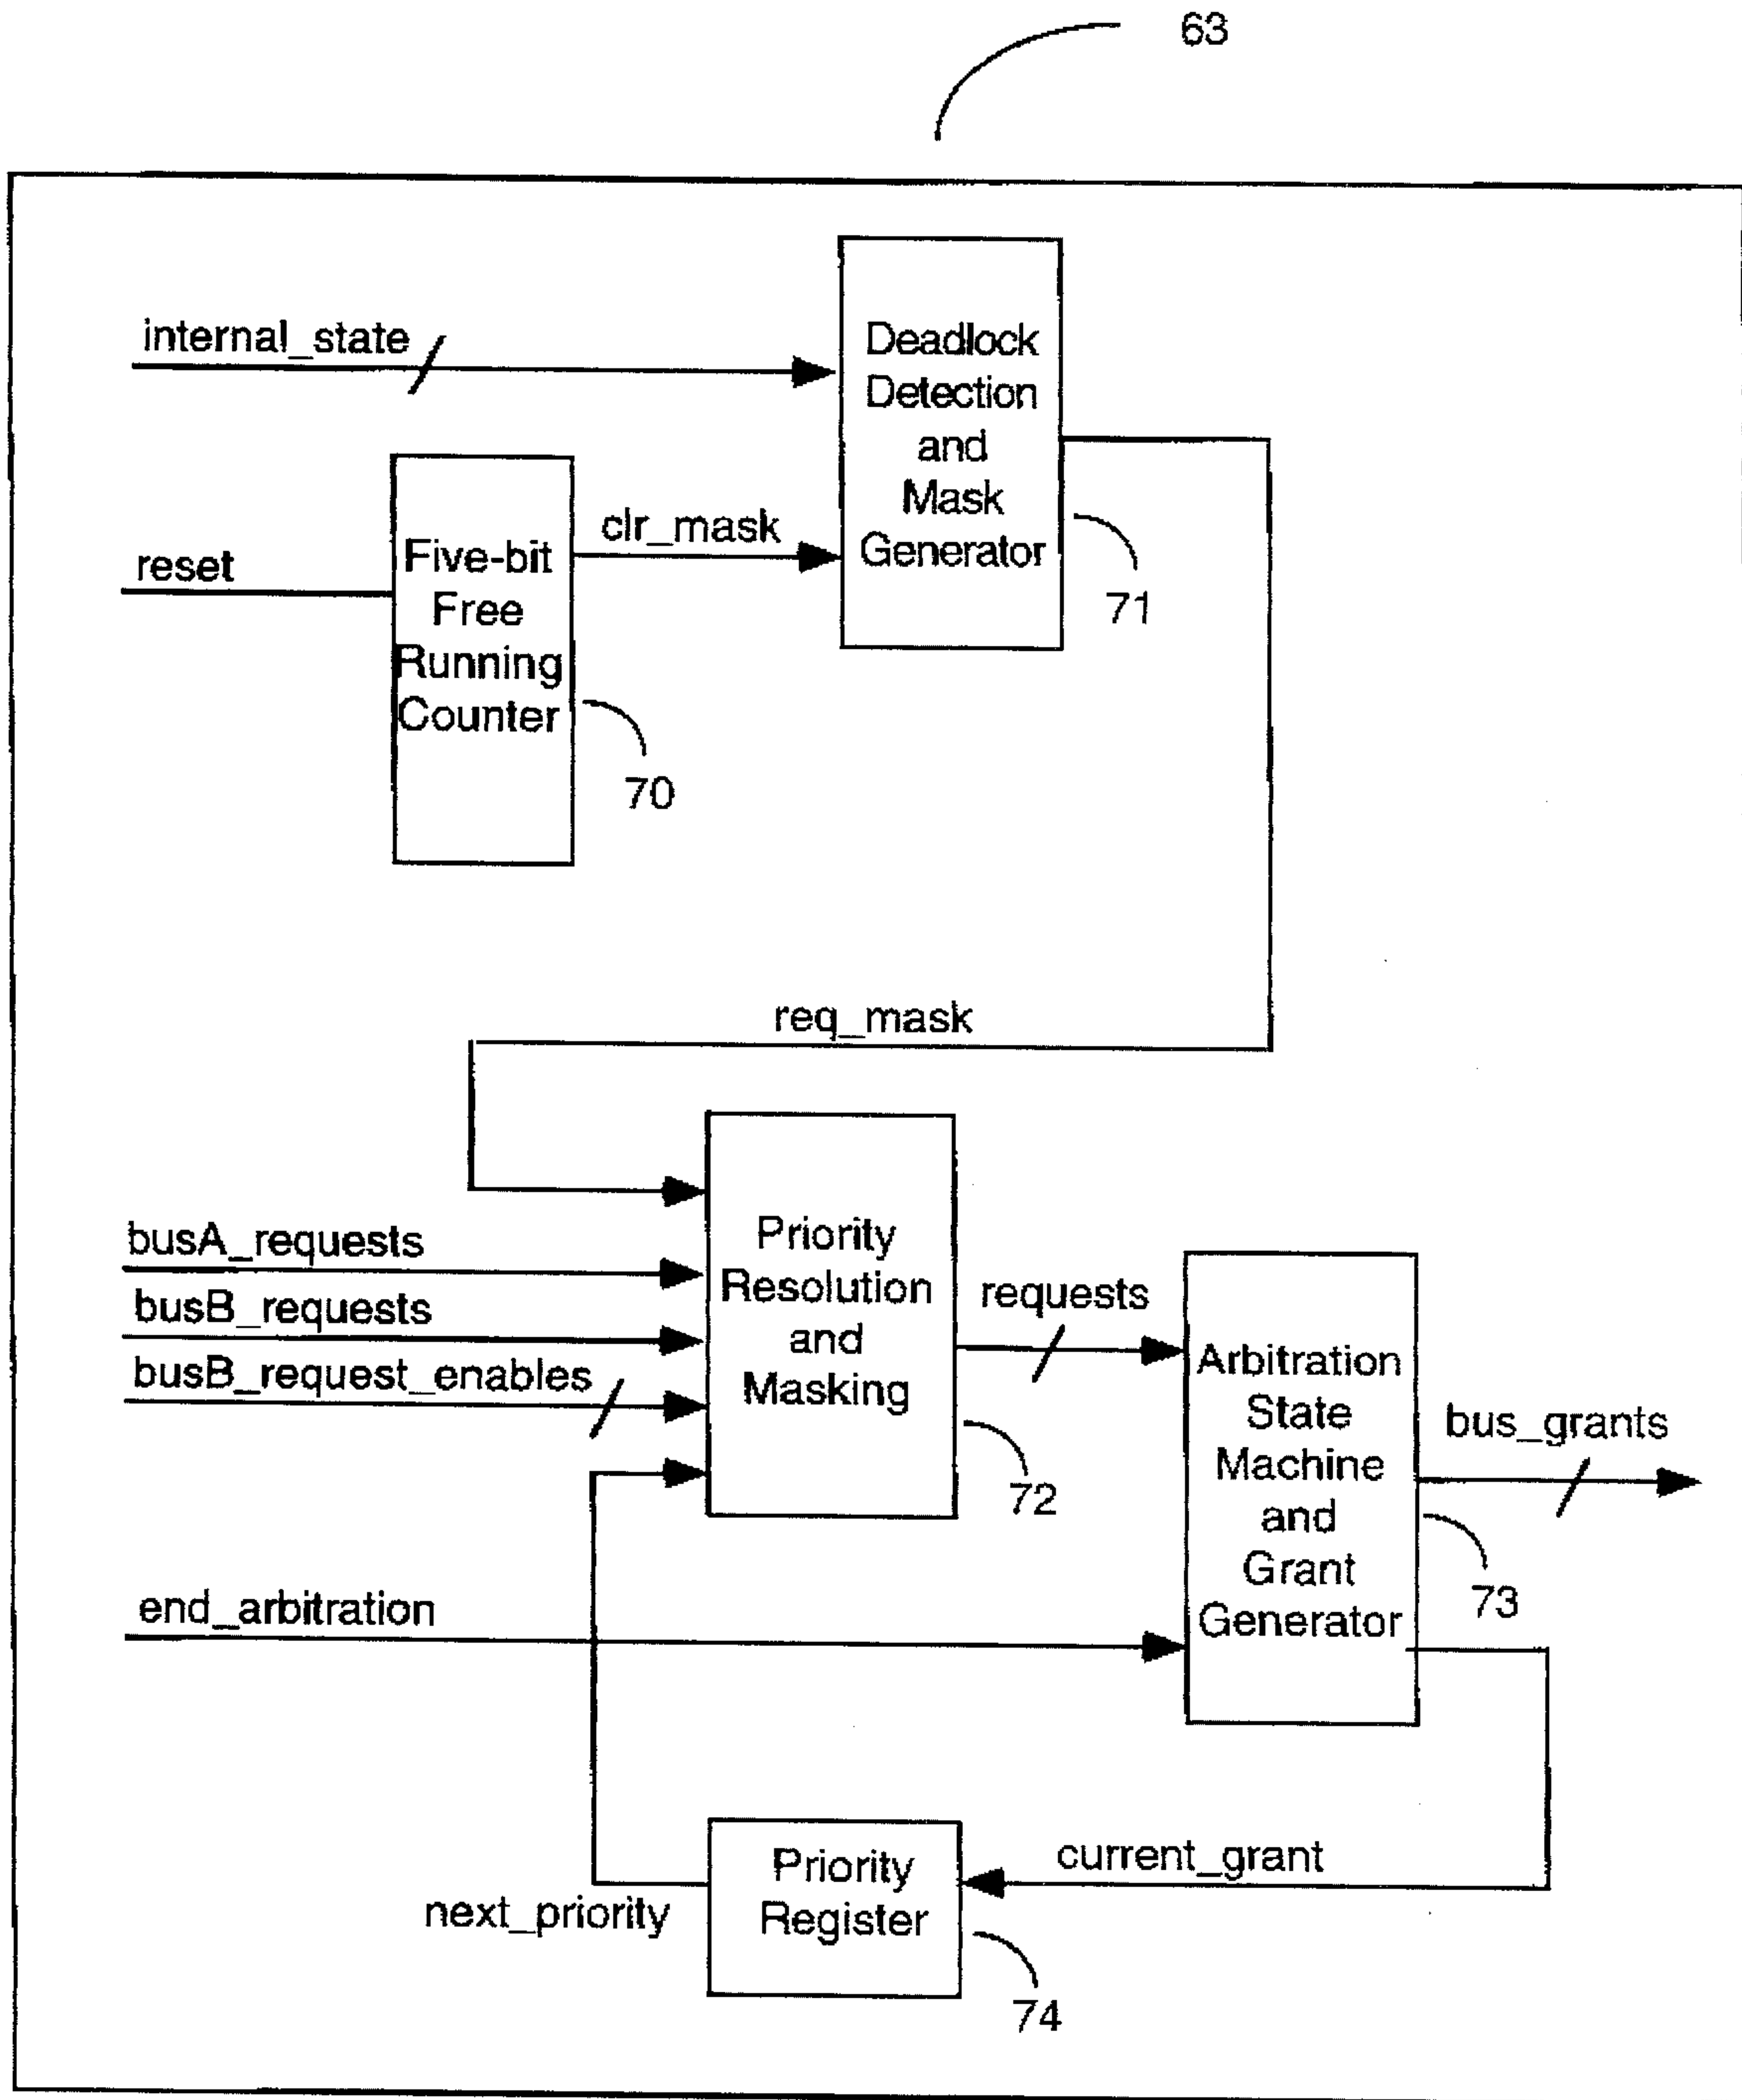 63
internal_state
Deadlock
Detection
and
Mask
Generator
71
clr_mask
reset
Five-bit
Free
Running
Counter
70
req_mask
busA_requests
busB_requests
busB_request_enables
Priority
Resolution
and
Masking
72
requests
Arbitration
State
Machine
and
Grant
Generator
73
bus_grants
end_arbitration
current_grant
Priority
Register
74
next_priority